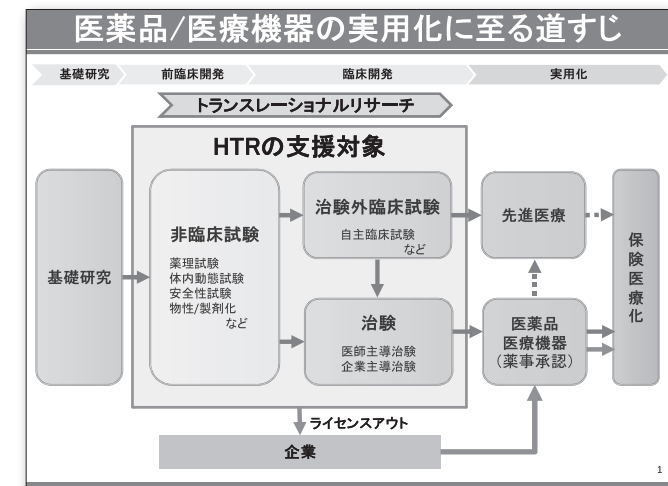 医薬品/医療機器の実用化に至る道すじ
基礎研究
前臨床開発
臨床開発
実用化
トランスレーショナルリサーチ
HTRの支援対象
基礎研究
非臨床試験
薬理試験
体内動態試験
安全性試験
物性/製剤化
など
治験外臨床試験
自主臨床試験
など
治験
医師主導治験
企業主導治験
先進医療
医薬品
医療機器
(薬事承認)
保険医療化
ライセンスアウト
企業
1